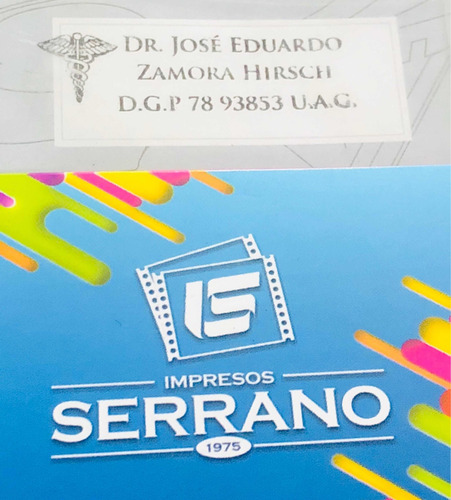 DR. JOSÉ EDUARDO
ZAMORA HIRSCH
D.G.P 78 93853 U.A.G.
IS
IMPRESOS
SERRANO
1975